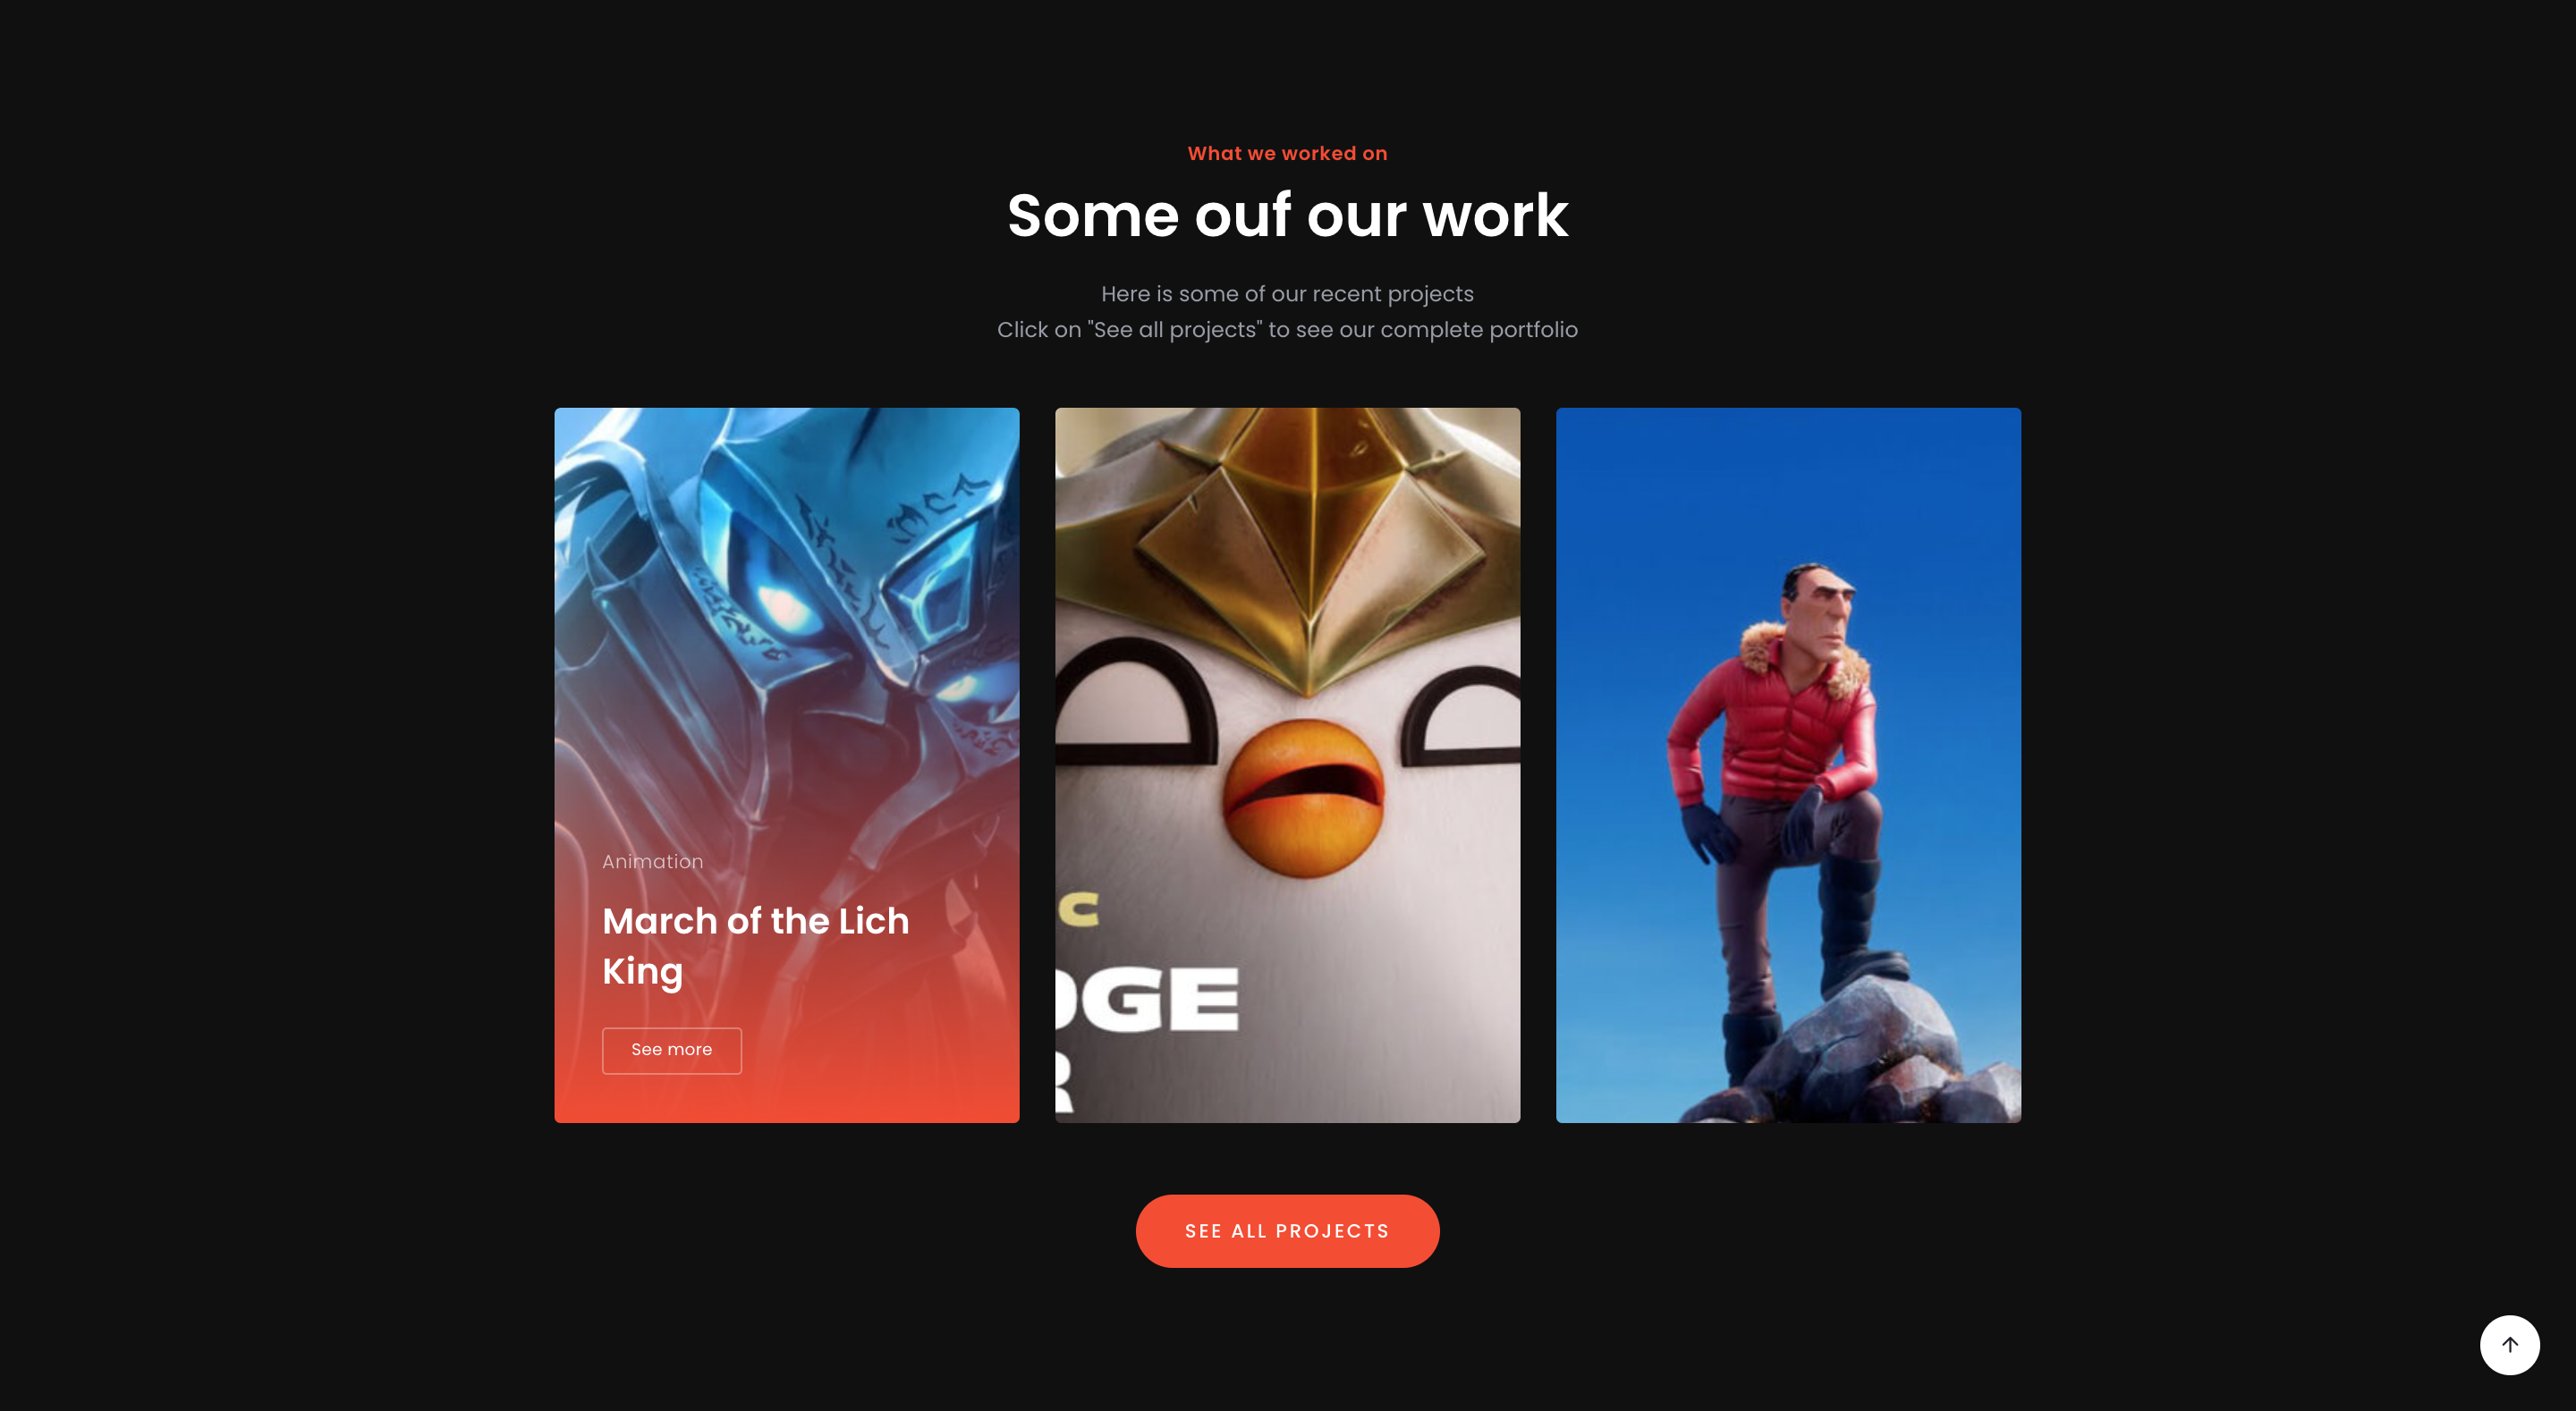 What we worked on
Some ouf our work
Here is some of our recent projects
Click on "See all projects" to see our complete portfolio
Animation
March of the Lich
King
See more
C
DGE
R
SEE ALL PROJECTS